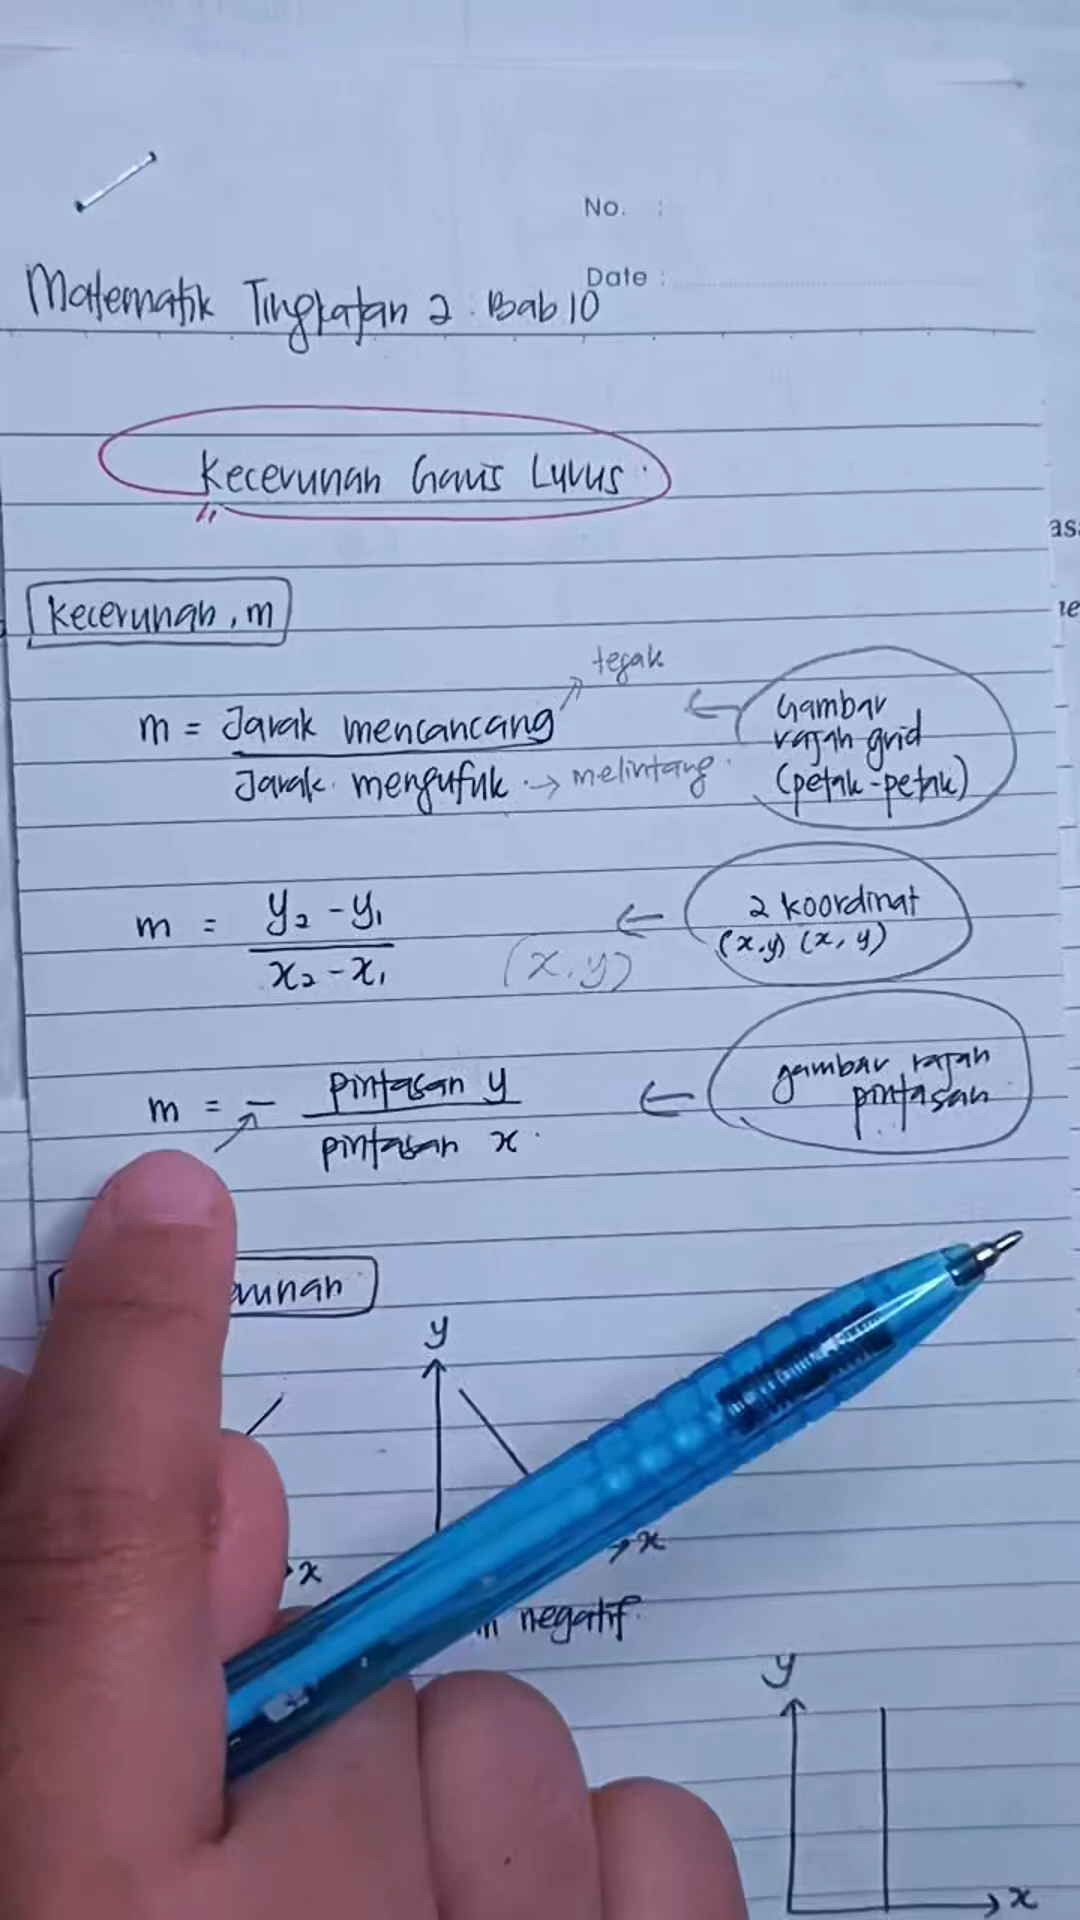 No. :
Date :
Matematik Tingkatan 2 : Bab 10
Kecerunan Garis Lurus
Kecerunan, m
tegak
m = Jarak mencancang
Jarak mengufuk → melintang
Gambar
rajah grid
(petak-petak)
m = y₂ - y₁
x₂ - x₁
(x, y)
2 koordinat
(x,y) (x, y)
m = - pintasan y
pintasan x
gambar rajah
pintasan
y
x
x
negatif
y
x